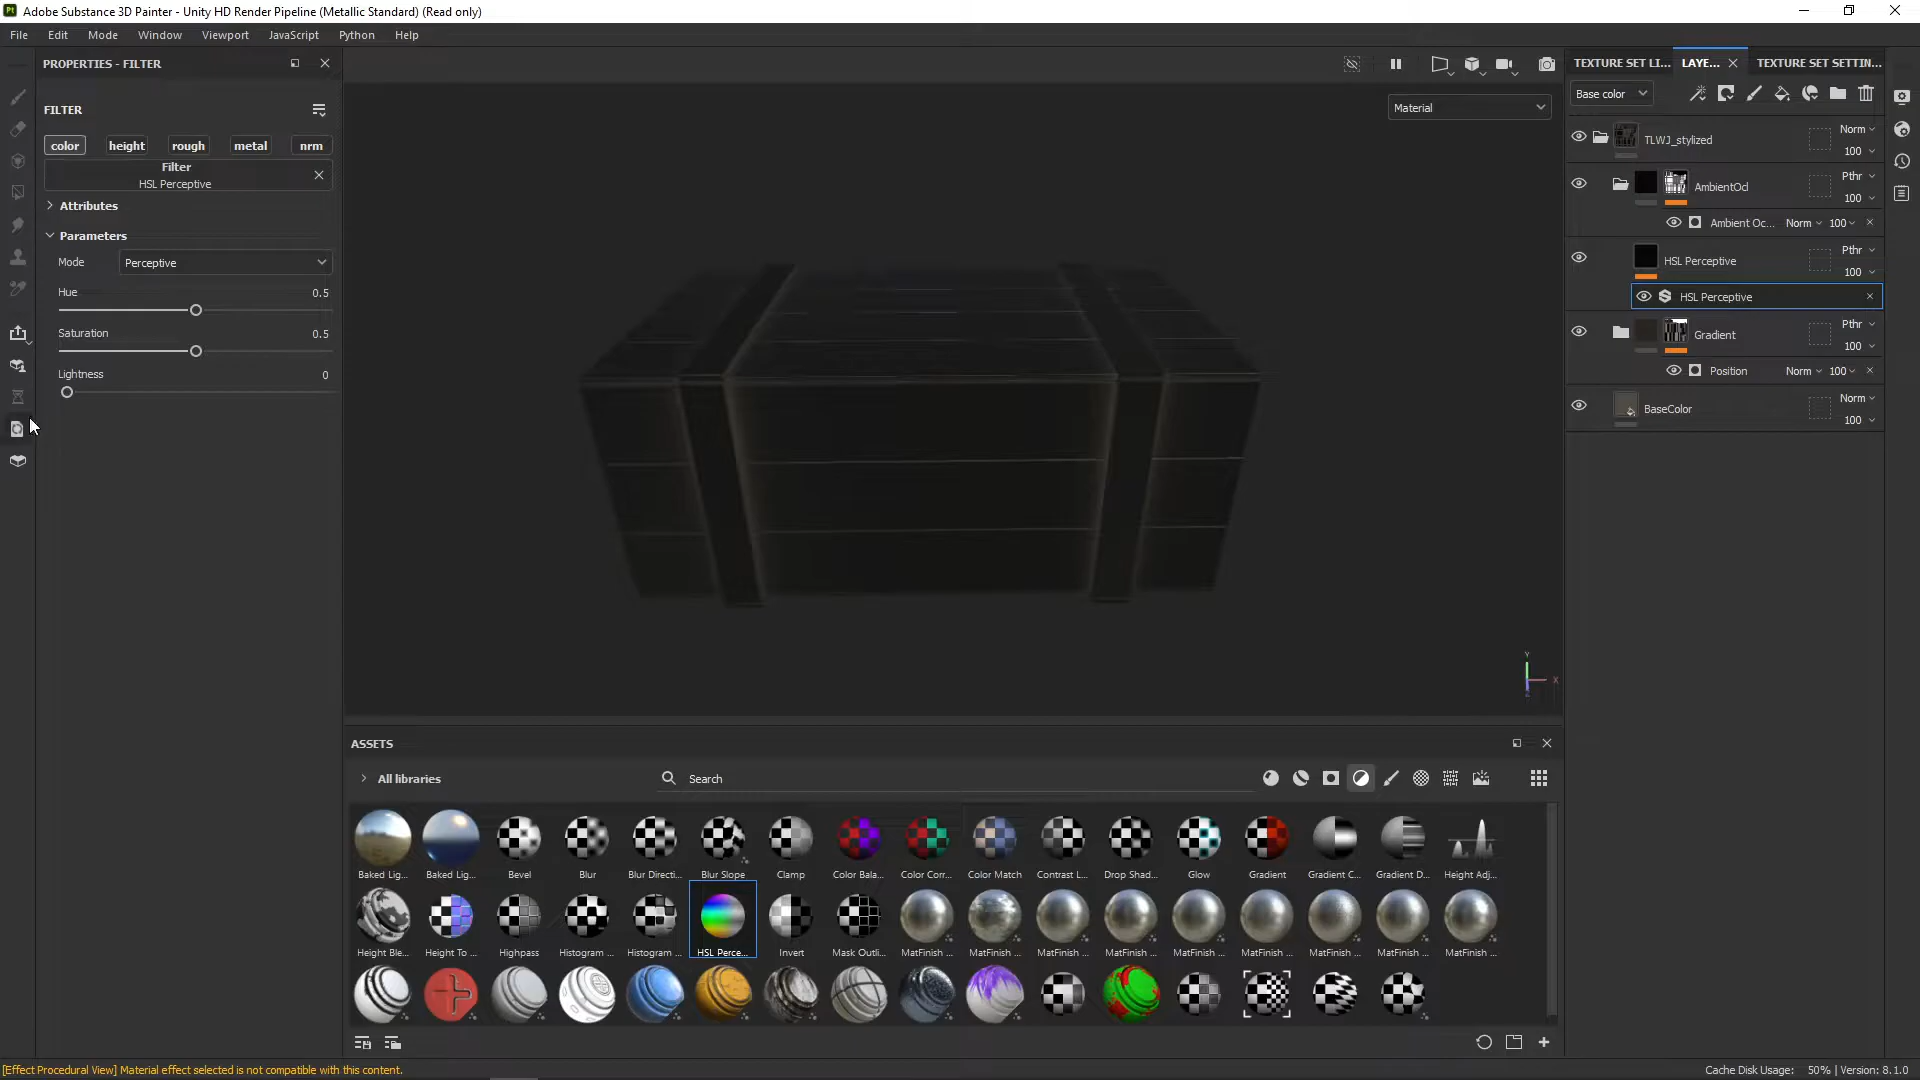 Adobe Substance 3D Painter - Unity HD Render Pipeline (Metallic Standard) (Read only)
File Edit Mode Window Viewport JavaScript Python Help
PROPERTIES - FILTER
FILTER
color height rough metal nrm
Filter
HSL Perceptive
Attributes
Parameters
Mode Perceptive
Hue 0.5
Saturation 0.5
Lightness 0
Material
Y
X
TEXTURE SET LI... LAYE... TEXTURE SET SETTIN...
Base color
TLWJ_stylized Norm 100
AmbientOcl Pthr 100
Ambient Oc... Norm 100
HSL Perceptive Pthr 100
HSL Perceptive
Gradient Pthr 100
Position Norm 100
BaseColor Norm 100
ASSETS
All libraries Search
Baked Lig... Baked Lig... Bevel Blur Blur Directi... Blur Slope Clamp Color Bala... Color Corr... Color Match Contrast L... Drop Shad... Glow Gradient Gradient C... Gradient D... Height Adj...
Height Ble... Height To ... Highpass Histogram ... Histogram ... HSL Perce... Invert Mask Outli... MatFinish ... MatFinish ... MatFinish ... MatFinish ... MatFinish ... MatFinish ... MatFinish ... MatFinish ... MatFinish ...
[Effect Procedural View] Material effect selected is not compatible with this content.
Cache Disk Usage: 50% | Version: 8.1.0